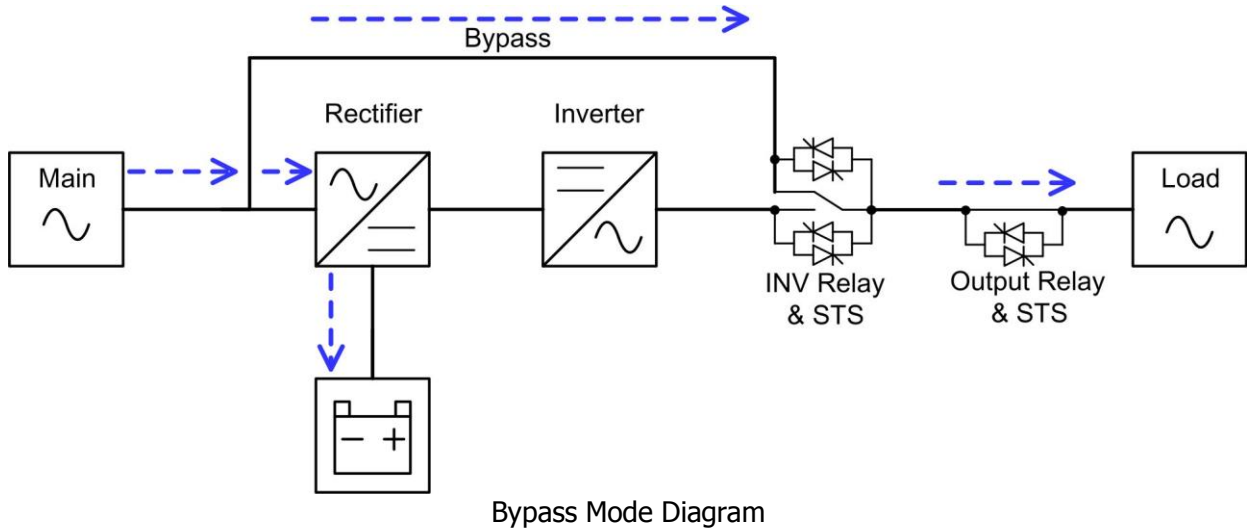 Bypass
Rectifier
Inverter
Main
Load
INV Relay
& STS
Output Relay
& STS
Bypass Mode Diagram